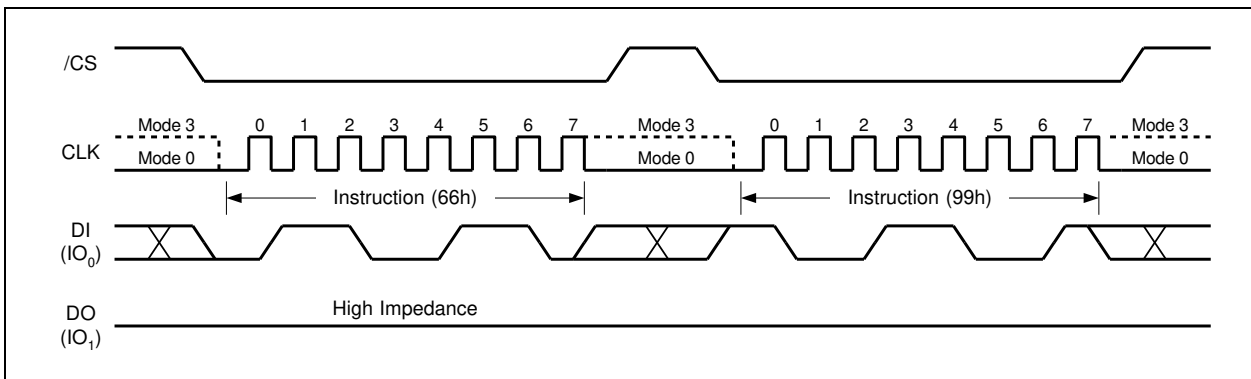 /CS
Mode 3 0 1 2 3 4 5 6 7 Mode 3 0 1 2 3 4 5 6 7 Mode 3
CLK
Mode 0 Mode 0 Mode 0
Instruction (66h) Instruction (99h)
DI
(IO0)
High Impedance
DO
(IO1)